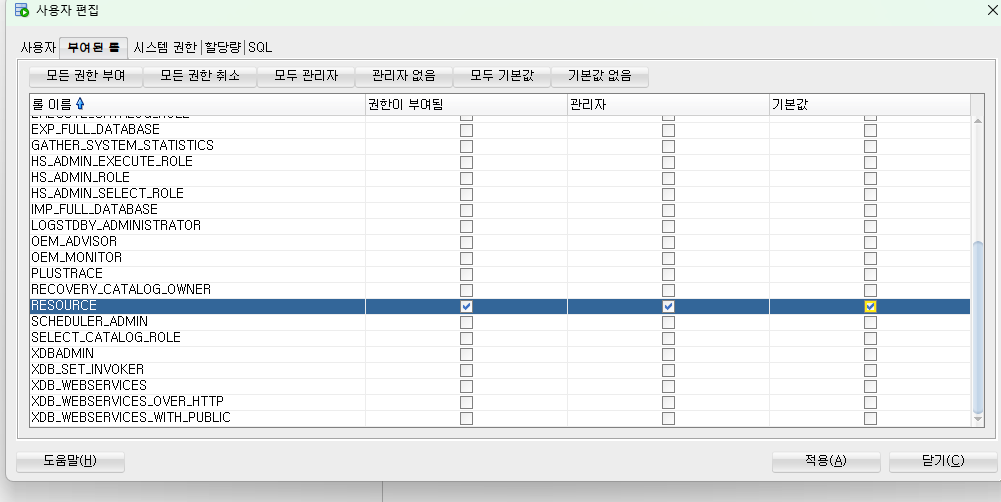 사용자 편집
사용자 부여된 롤 시스템 권한 할당량 SQL
모든 권한 부여 모든 권한 취소 모두 관리자 관리자 없음 모두 기본값 기본값 없음
롤 이름 권한이 부여됨 관리자 기본값
EXECUTE_CATALOG_ROLE
EXP_FULL_DATABASE
GATHER_SYSTEM_STATISTICS
HS_ADMIN_EXECUTE_ROLE
HS_ADMIN_ROLE
HS_ADMIN_SELECT_ROLE
IMP_FULL_DATABASE
LOGSTDBY_ADMINISTRATOR
OEM_ADVISOR
OEM_MONITOR
PLUSTRACE
RECOVERY_CATALOG_OWNER
RESOURCE
SCHEDULER_ADMIN
SELECT_CATALOG_ROLE
XDBADMIN
XDB_SET_INVOKER
XDB_WEBSERVICES
XDB_WEBSERVICES_OVER_HTTP
XDB_WEBSERVICES_WITH_PUBLIC
도움말(H) 적용(A) 닫기(C)